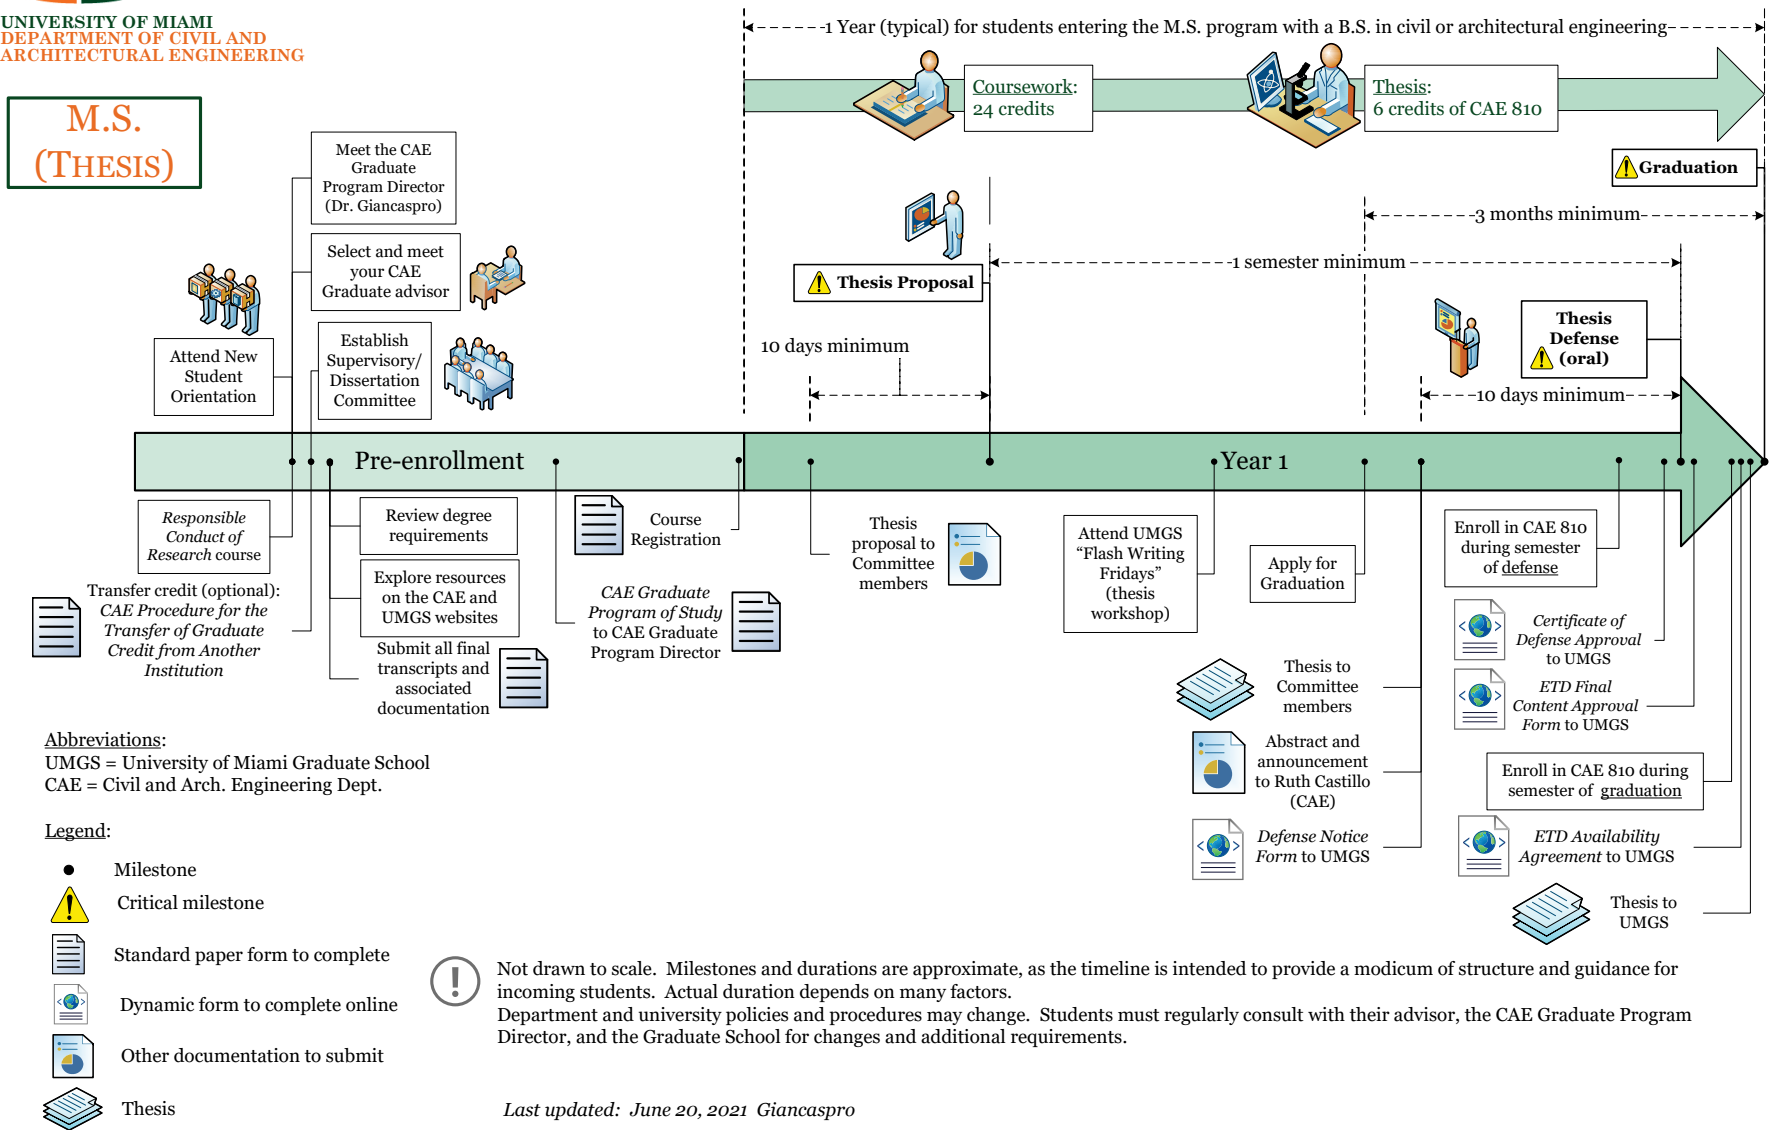 UNIVERSITY OF MIAMI
DEPARTMENT OF CIVIL AND
ARCHITECTURAL ENGINEERING
M.S.
(THESIS)
1 Year (typical) for students entering the M.S. program with a B.S. in civil or architectural engineering
Coursework:
24 credits
Thesis:
6 credits of CAE 810
Graduation
3 months minimum
1 semester minimum
Thesis Proposal
10 days minimum
Thesis
Defense
(oral)
10 days minimum
Meet the CAE
Graduate
Program Director
(Dr. Giancaspro)
Select and meet
your CAE
Graduate advisor
Establish
Supervisory/
Dissertation
Committee
Attend New
Student
Orientation
Pre-enrollment
Year 1
Responsible
Conduct of
Research course
Transfer credit (optional):
CAE Procedure for the
Transfer of Graduate
Credit from Another
Institution
Review degree
requirements
Explore resources
on the CAE and
UMGS websites
Submit all final
transcripts and
associated
documentation
Course
Registration
CAE Graduate
Program of Study
to CAE Graduate
Program Director
Thesis
proposal to
Committee
members
Attend UMGS
“Flash Writing
Fridays”
(thesis
workshop)
Apply for
Graduation
Thesis to
Committee
members
Abstract and
announcement
to Ruth Castillo
(CAE)
Defense Notice
Form to UMGS
Enroll in CAE 810
during semester
of defense
Certificate of
Defense Approval
to UMGS
ETD Final
Content Approval
Form to UMGS
Enroll in CAE 810 during
semester of graduation
ETD Availability
Agreement to UMGS
Thesis to
UMGS
Abbreviations:
UMGS = University of Miami Graduate School
CAE = Civil and Arch. Engineering Dept.
Legend:
Milestone
Critical milestone
Standard paper form to complete
Dynamic form to complete online
Other documentation to submit
Thesis
Not drawn to scale. Milestones and durations are approximate, as the timeline is intended to provide a modicum of structure and guidance for
incoming students. Actual duration depends on many factors.
Department and university policies and procedures may change. Students must regularly consult with their advisor, the CAE Graduate Program
Director, and the Graduate School for changes and additional requirements.
Last updated: June 20, 2021 Giancaspro